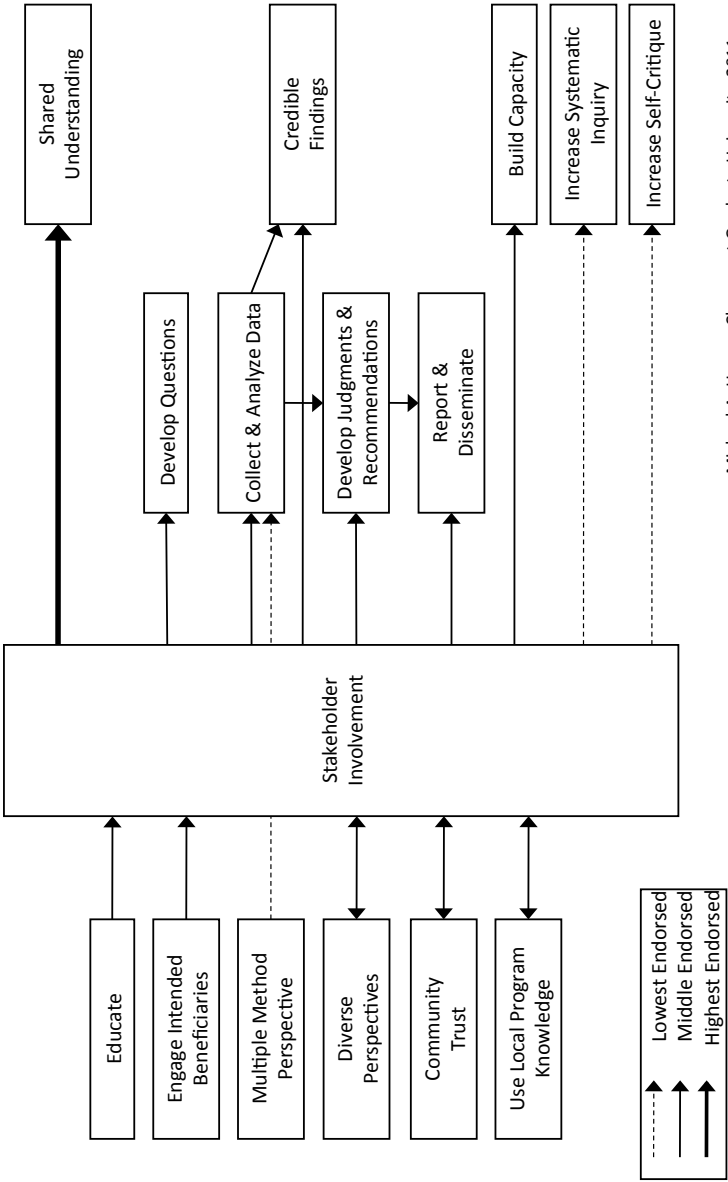 Educate
Engage Intended
Beneficiaries
Multiple Method
Perspective
Diverse
Perspectives
Community
Trust
Use Local Program
Knowledge
Stakeholder
Involvement
Develop Questions
Collect & Analyze Data
Develop Judgments &
Recommendations
Report &
Disseminate
Shared
Understanding
Credible
Findings
Build Capacity
Increase Systematic
Inquiry
Increase Self-Critique
Lowest Endorsed
Middle Endorsed
Highest Endorsed